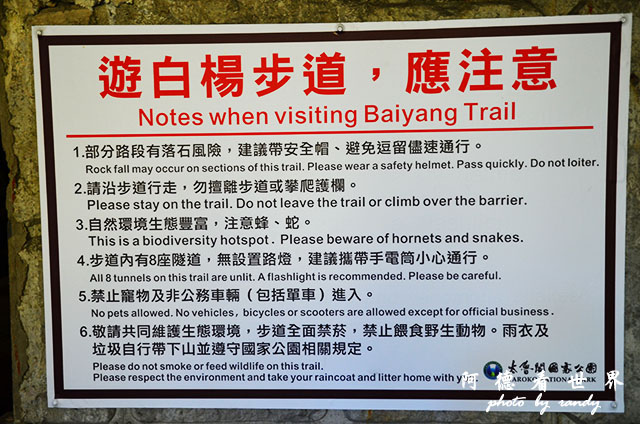 遊白楊步道，應注意
Notes when visiting Baiyang Trail
1.部分路段有落石風險，建議帶安全帽、避免逗留儘速通行。
Rock fall may occur on sections of this trail. Please wear a safety helmet. Pass quickly. Do not loiter.
2.請沿步道行走，勿擅離步道或攀爬護欄。
Please stay on the trail. Do not leave the trail or climb over the barrier.
3.自然環境生態豐富，注意蜂、蛇。
This is a biodiversity hotspot. Please beware of hornets and snakes.
4.步道內有8座隧道，無設置路燈，建議攜帶手電筒小心通行。
All 8 tunnels on this trail are unlit. A flashlight is recommended. Please be careful.
5.禁止寵物及非公務車輛（包括單車）進入。
No pets allowed. No vehicles, bicycles or scooters are allowed except for official business.
6.敬請共同維護生態環境，步道全面禁菸，禁止餵食野生動物。雨衣及
垃圾自行帶下山並遵守國家公園相關規定。
Please do not smoke or feed wildlife on this trail.
Please respect the environment and take your raincoat and litter home with you.
太魯閣國家公園
TAROKO NATIONAL PARK
阿德看世界
photo by randy